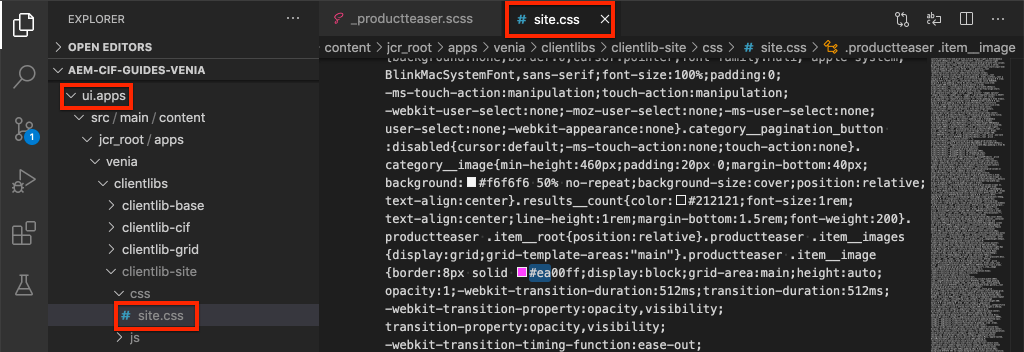 EXPLORER
OPEN EDITORS
AEM-CIF-GUIDES-VENIA
ui.apps
src / main / content
jcr_root / apps
venia
clientlibs
clientlib-base
clientlib-cif
clientlib-grid
clientlib-site
css
# site.css
js
1
_productteaser.scss
# site.css
content > jcr_root > apps > venia > clientlibs > clientlib-site > css > # site.css > .productteaser .item__image
{background:none;border:0;cursor:pointer;font-family:null,-apple-system,
BlinkMacSystemFont,sans-serif;font-size:100%;padding:0;
-ms-touch-action:manipulation;touch-action:manipulation;
-webkit-user-select:none;-moz-user-select:none;-ms-user-select:none;
user-select:none;-webkit-appearance:none}.category__pagination_button
:disabled{cursor:default;-ms-touch-action:none;touch-action:none}.
category__image{min-height:460px;padding:20px 0;margin-bottom:40px;
background:#f6f6f6 50% no-repeat;background-size:cover;position:relative;
text-align:center}.results__count{color:#212121;font-size:1rem;
text-align:center;line-height:1rem;margin-bottom:1.5rem;font-weight:200}.
productteaser .item__root{position:relative}.productteaser .item__images
{display:grid;grid-template-areas:"main"}.productteaser .item__image
{border:8px solid #ea00ff;display:block;grid-area:main;height:auto;
opacity:1;-webkit-transition-duration:512ms;transition-duration:512ms;
-webkit-transition-property:opacity,visibility;
transition-property:opacity,visibility;
-webkit-transition-timing-function:ease-out;